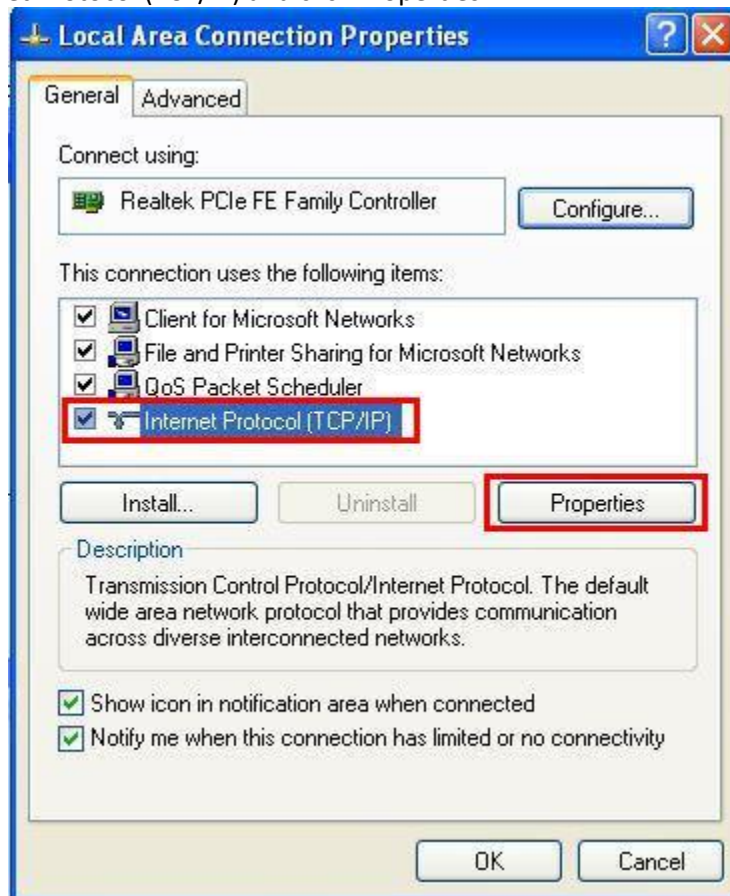 Local Area Connection Properties
General Advanced
Connect using:
Realtek PCIe FE Family Controller Configure...
This connection uses the following items:
Client for Microsoft Networks
File and Printer Sharing for Microsoft Networks
QoS Packet Scheduler
Internet Protocol (TCP/IP)
Install... Uninstall Properties
Description
Transmission Control Protocol/Internet Protocol. The default
wide area network protocol that provides communication
across diverse interconnected networks.
Show icon in notification area when connected
Notify me when this connection has limited or no connectivity
OK Cancel